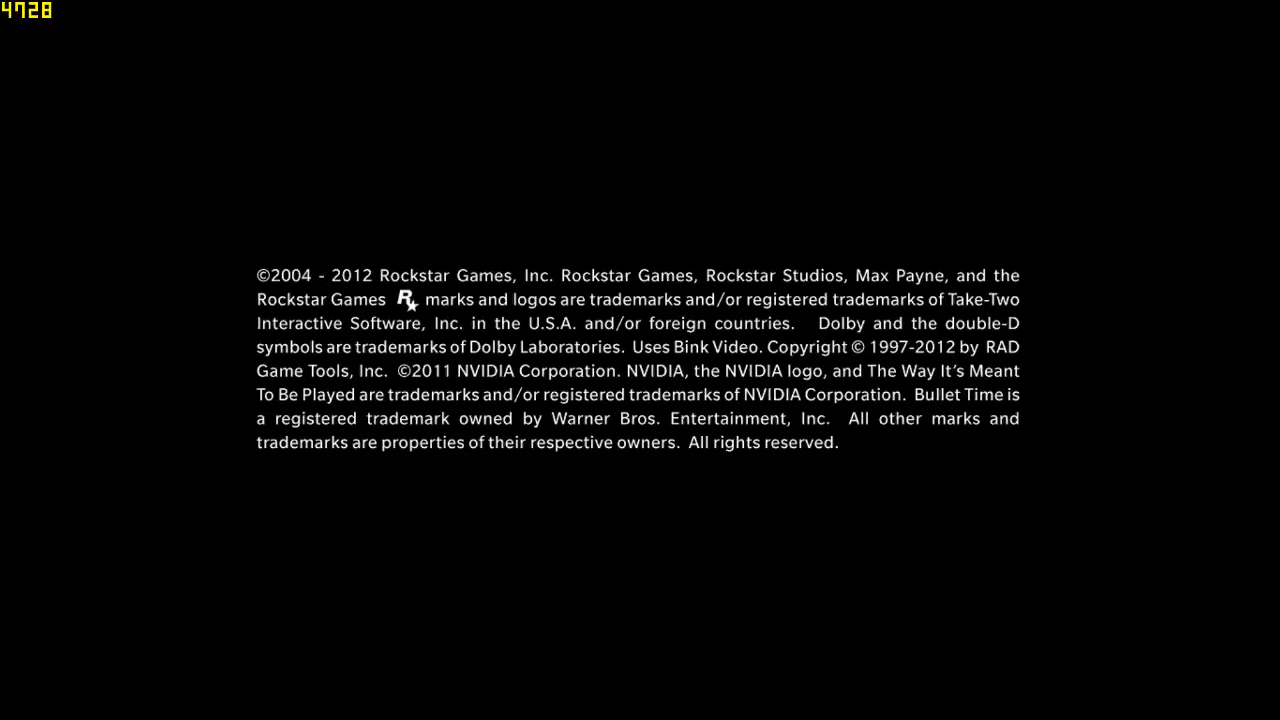 4728
©2004 - 2012 Rockstar Games, Inc. Rockstar Games, Rockstar Studios, Max Payne, and the
Rockstar Games R★ marks and logos are trademarks and/or registered trademarks of Take-Two
Interactive Software, Inc. in the U.S.A. and/or foreign countries. Dolby and the double-D
symbols are trademarks of Dolby Laboratories. Uses Bink Video. Copyright © 1997-2012 by RAD
Game Tools, Inc. ©2011 NVIDIA Corporation. NVIDIA, the NVIDIA logo, and The Way It's Meant
To Be Played are trademarks and/or registered trademarks of NVIDIA Corporation. Bullet Time is
a registered trademark owned by Warner Bros. Entertainment, Inc. All other marks and
trademarks are properties of their respective owners. All rights reserved.